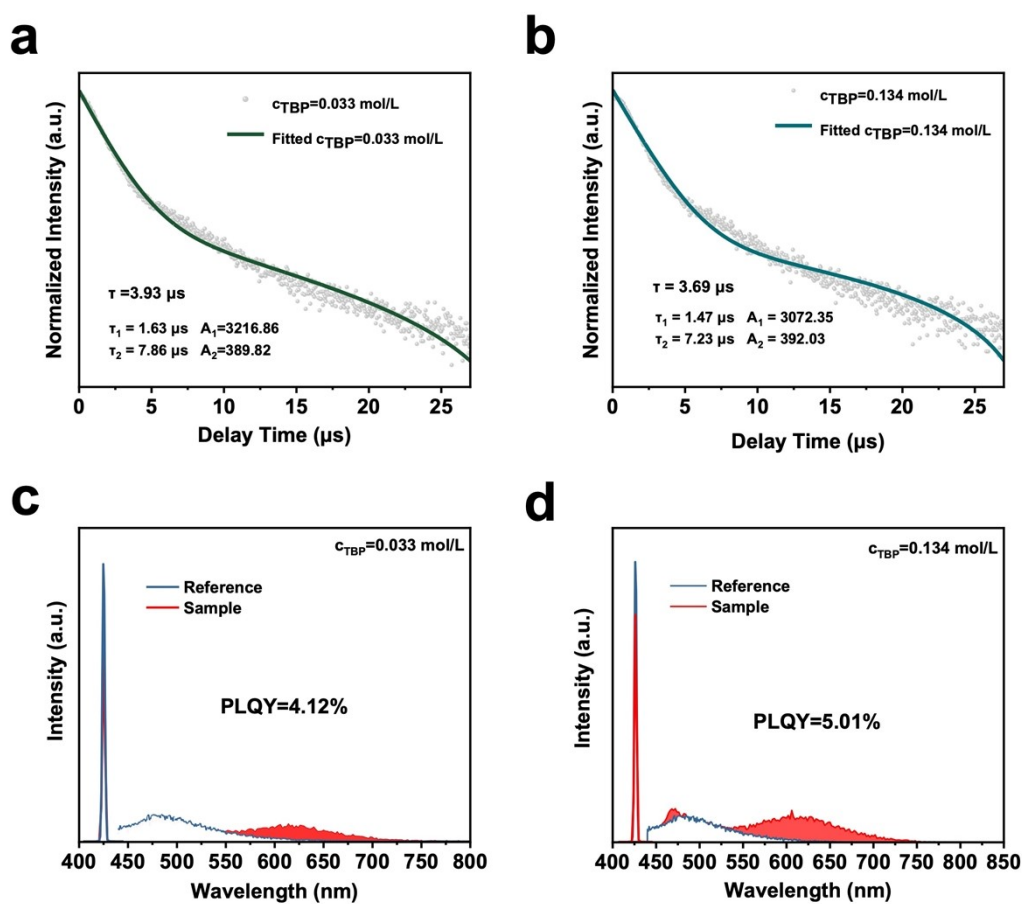 a
Normalized Intensity (a.u.)
cTBP=0.033 mol/L
Fitted cTBP=0.033 mol/L
τ =3.93 μs
τ1 = 1.63 μs A1=3216.86
τ2 = 7.86 μs A2=389.82
0 5 10 15 20 25
Delay Time (μs)
b
Normalized Intensity (a.u.)
cTBP=0.134 mol/L
Fitted cTBP=0.134 mol/L
τ = 3.69 μs
τ1 = 1.47 μs A1 = 3072.35
τ2 = 7.23 μs A2 = 392.03
0 5 10 15 20 25
Delay Time (μs)
c
Intensity (a.u.)
cTBP=0.033 mol/L
Reference
Sample
PLQY=4.12%
400 450 500 550 600 650 700 750 800
Wavelength (nm)
d
Intensity (a.u.)
cTBP=0.134 mol/L
Reference
Sample
PLQY=5.01%
400 450 500 550 600 650 700 750 800 850
Wavelength (nm)